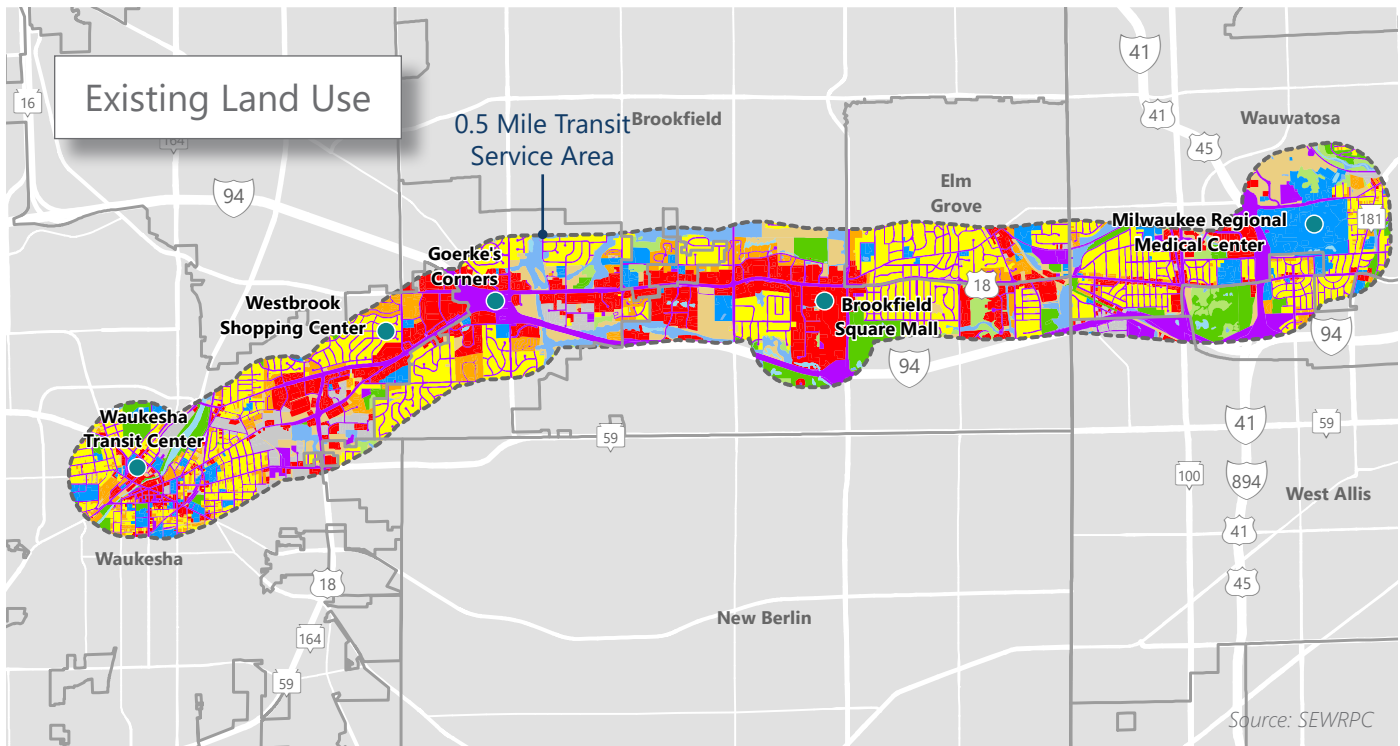 Existing Land Use
0.5 Mile Transit
Service Area
Brookfield
Wauwatosa
Elm
Grove
Milwaukee Regional
Medical Center
Goerke's
Corners
Westbrook
Shopping Center
Brookfield
Square Mall
Waukesha
Transit Center
Waukesha
New Berlin
West Allis
16
164
94
41
41
45
181
18
94
94
59
41
59
100
894
41
45
18
164
59
Source: SEWRPC